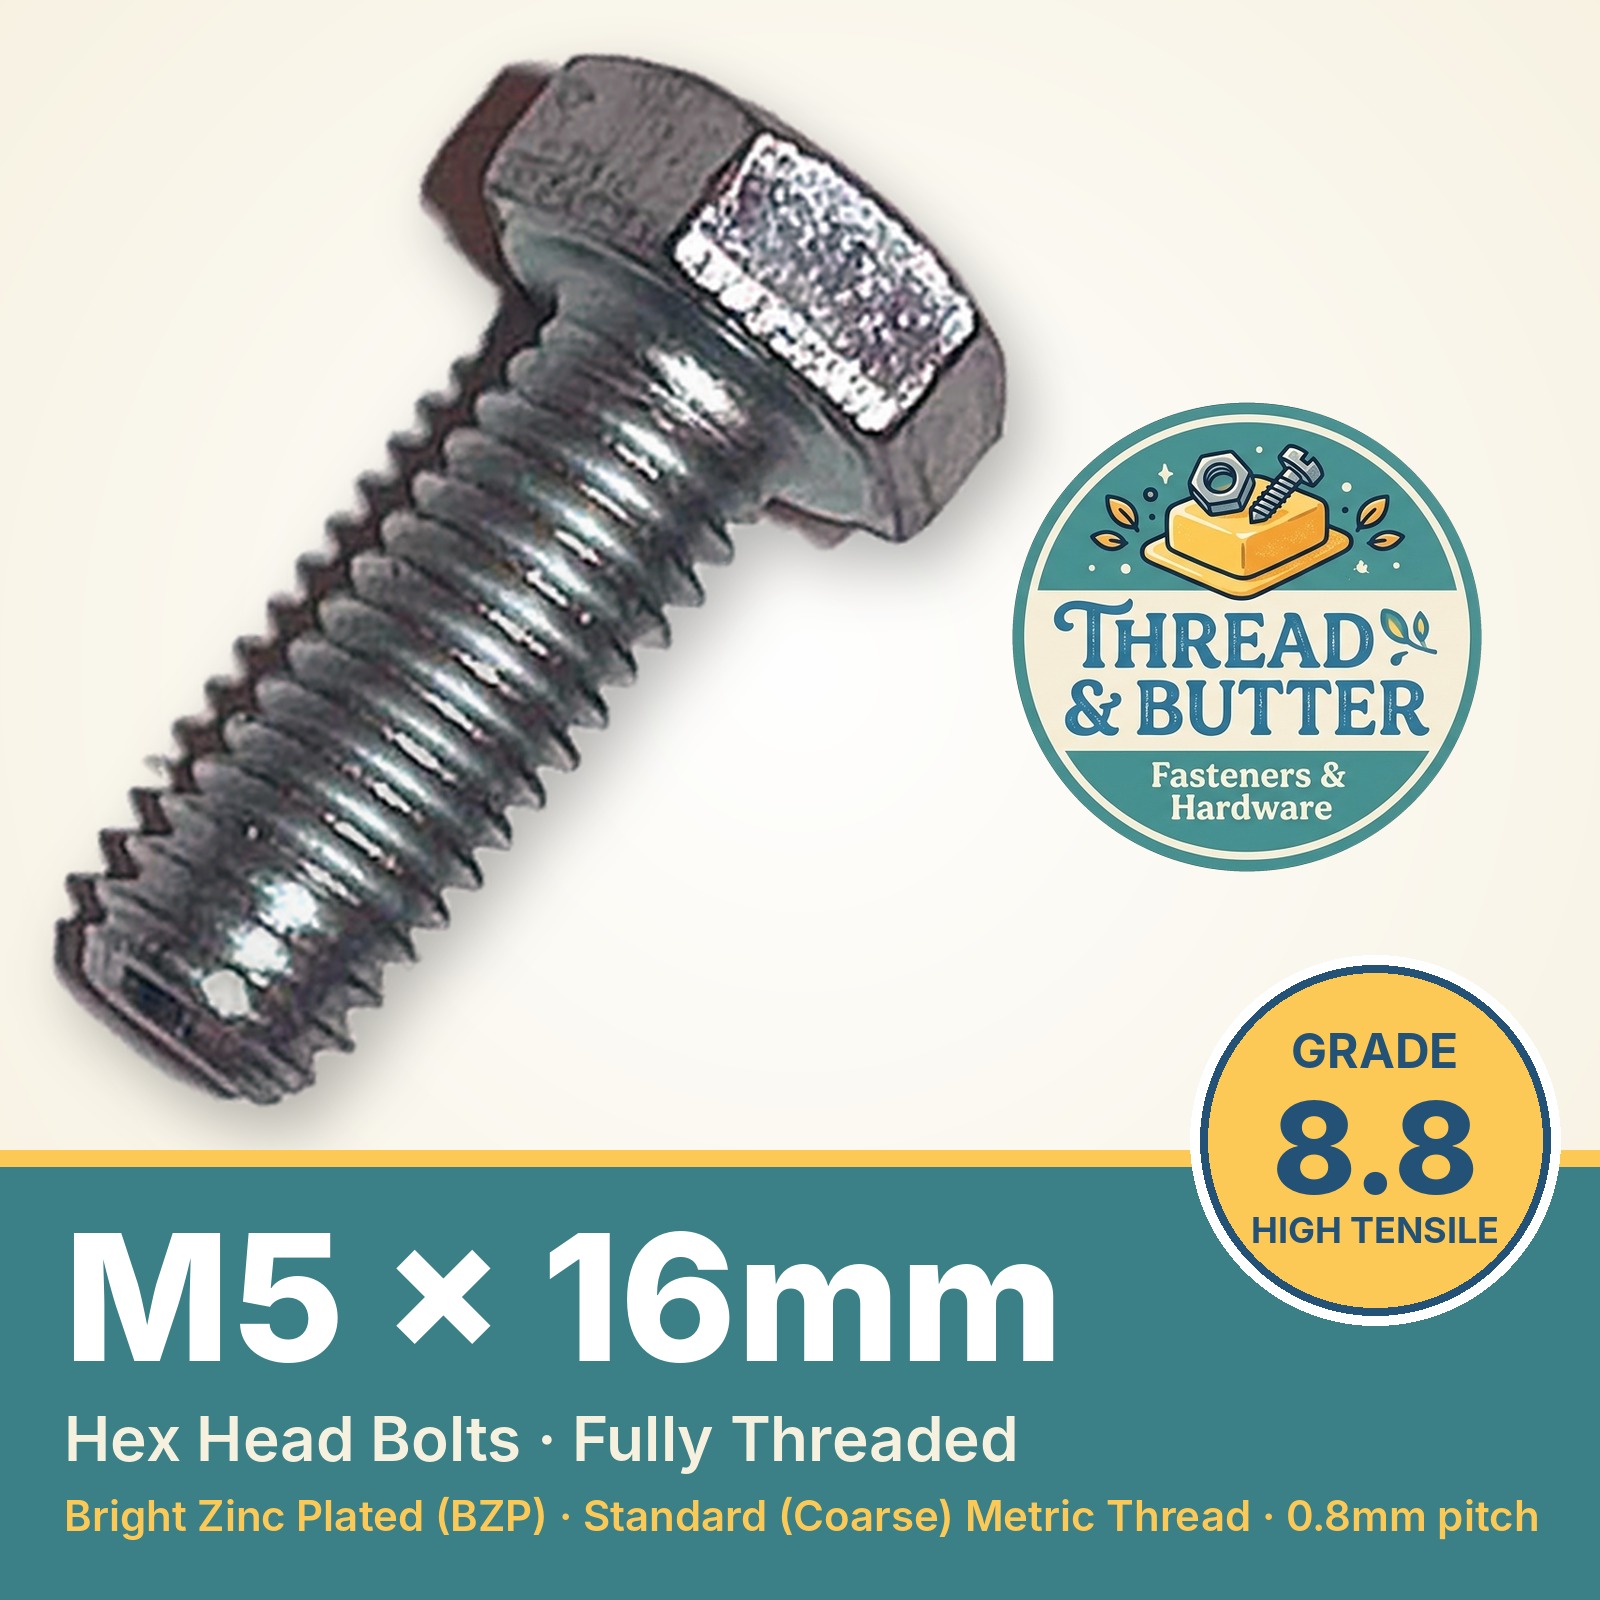 THREAD
& BUTTER
Fasteners &
Hardware
GRADE
8.8
HIGH TENSILE
M5 × 16mm
Hex Head Bolts · Fully Threaded
Bright Zinc Plated (BZP) · Standard (Coarse) Metric Thread · 0.8mm pitch